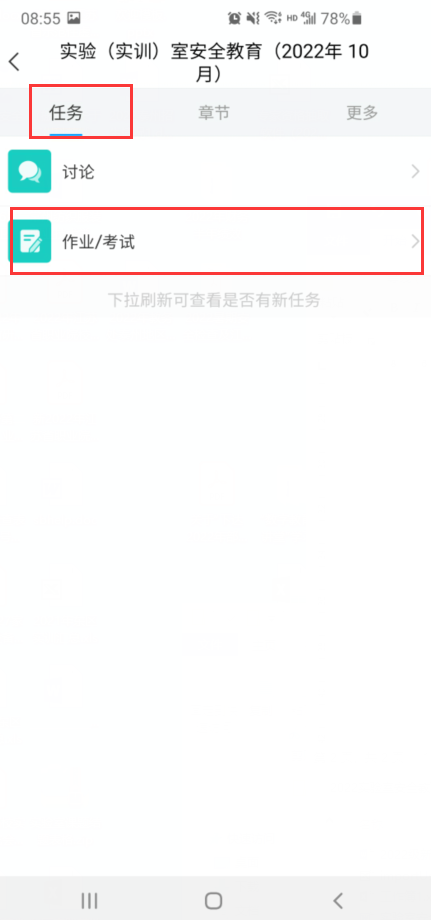 08:55 HD 4G 78%
实验（实训）室安全教育（2022年 10
月）
任务 章节 更多
讨论
作业/考试
下拉刷新可查看是否有新任务